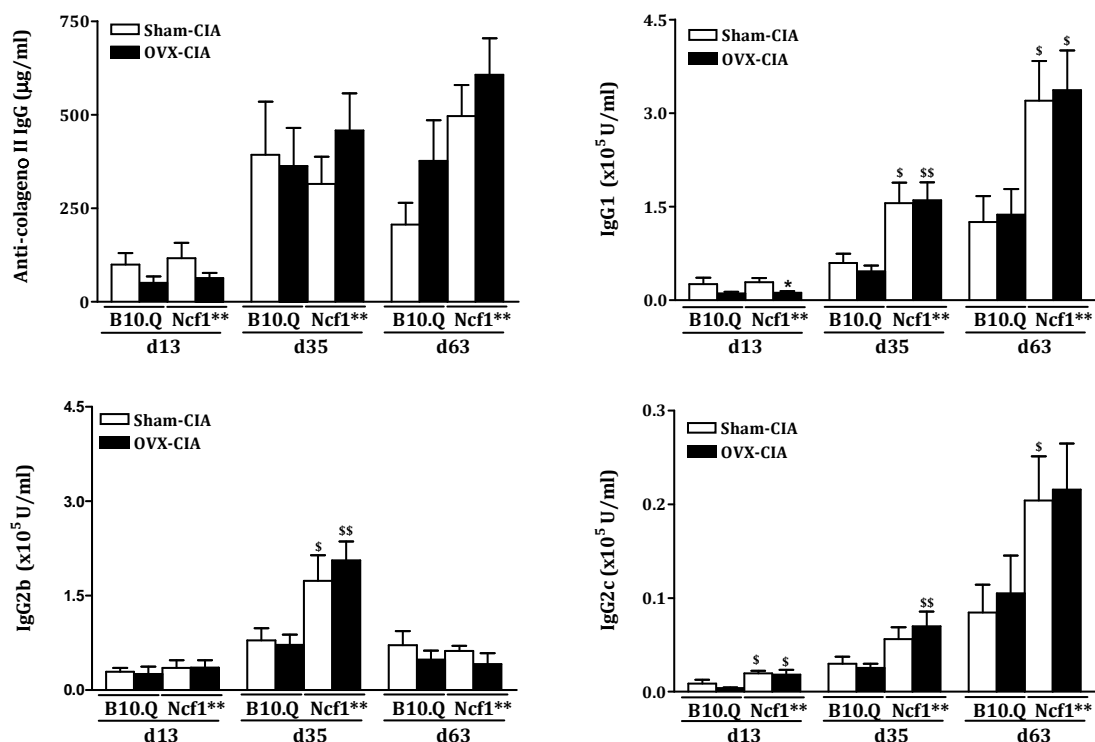 Anti-colageno II IgG (µg/ml)
750
500
250
0
Sham-CIA
OVX-CIA
B10.Q Ncf1** B10.Q Ncf1** B10.Q Ncf1**
d13 d35 d63
IgG1 (x10⁵ U/ml)
4.5
3.0
1.5
0.0
Sham-CIA
OVX-CIA
* $ $$ $ $
B10.Q Ncf1** B10.Q Ncf1** B10.Q Ncf1**
d13 d35 d63
IgG2b (x10⁵ U/ml)
4.5
3.0
1.5
0.0
Sham-CIA
OVX-CIA
$ $$
B10.Q Ncf1** B10.Q Ncf1** B10.Q Ncf1**
d13 d35 d63
IgG2c (x10⁵ U/ml)
0.3
0.2
0.1
0.0
Sham-CIA
OVX-CIA
$ $ $$ $
B10.Q Ncf1** B10.Q Ncf1** B10.Q Ncf1**
d13 d35 d63